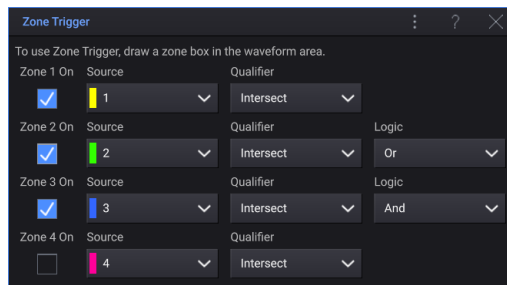 Zone Trigger ?
To use Zone Trigger, draw a zone box in the waveform area.
Zone 1 On Source Qualifier
1 Intersect
Zone 2 On Source Qualifier Logic
2 Intersect Or
Zone 3 On Source Qualifier Logic
3 Intersect And
Zone 4 On Source Qualifier
4 Intersect